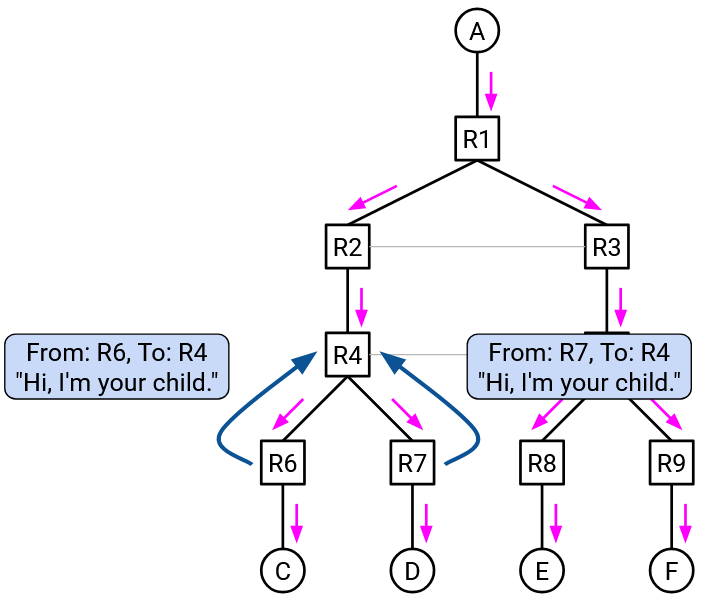 A
R1
R2
R3
From: R6, To: R4
"Hi, I'm your child."
R4
From: R7, To: R4
"Hi, I'm your child."
R6
R7
R8
R9
C
D
E
F